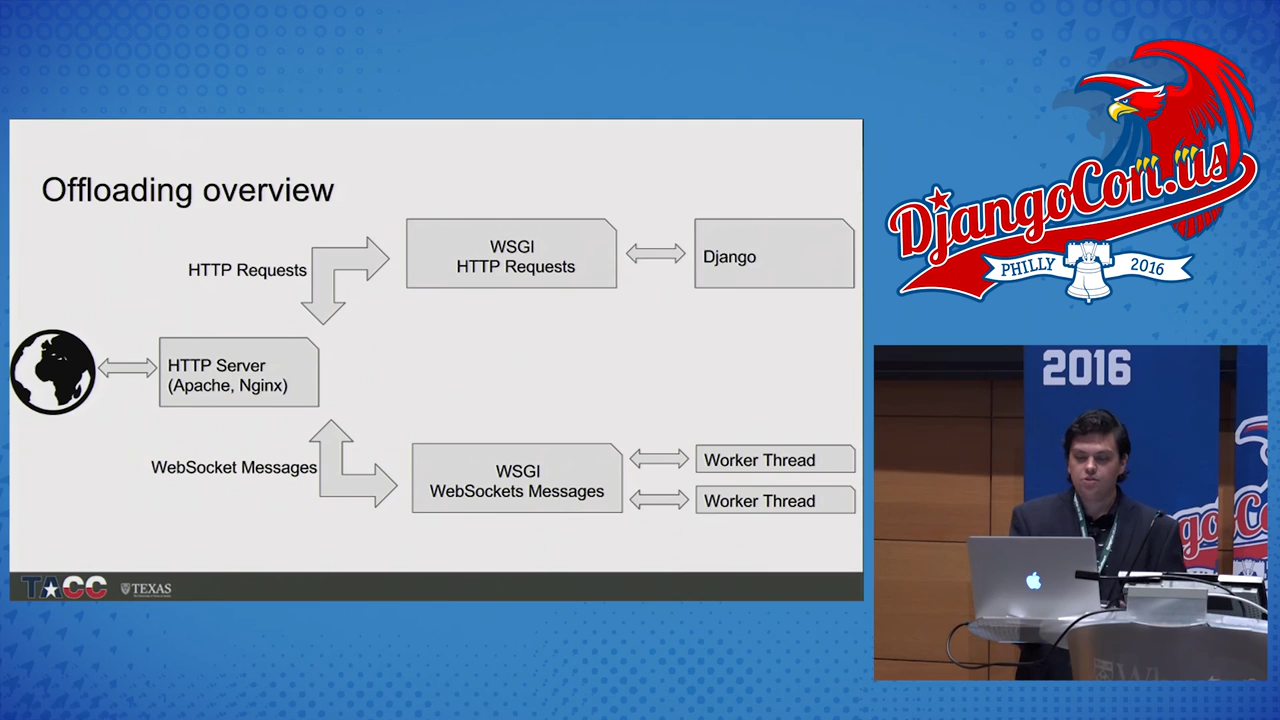 Offloading overview
HTTP Requests
WSGI
HTTP Requests
Django
HTTP Server
(Apache, Nginx)
WebSocket Messages
WSGI
WebSockets Messages
Worker Thread
Worker Thread
TACC
TEXAS
DjangoCon.us
PHILLY
2016
2016